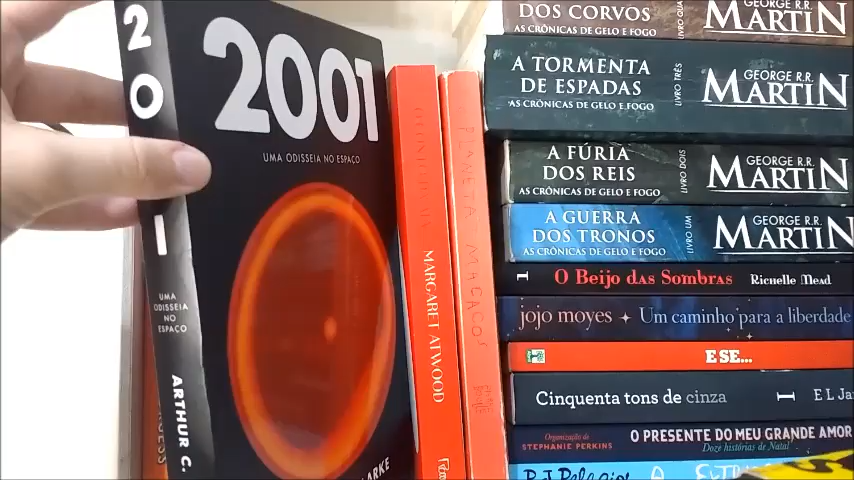 2001
UMA ODISSEIA NO ESPAÇO
2
0
1
UMA
ODISSEIA
NO
ESPAÇO
ARTHUR C.
MARGARET ATWOOD
PLANETA MACACOS
DOS CORVOS
AS CRÔNICAS DE GELO E FOGO
GEORGE R.R.
MARTIN
A TORMENTA
DE ESPADAS
AS CRÔNICAS DE GELO E FOGO
LIVRO TRÊS
GEORGE R.R.
MARTIN
A FÚRIA
DOS REIS
AS CRÔNICAS DE GELO E FOGO
LIVRO DOIS
GEORGE R.R.
MARTIN
A GUERRA
DOS TRONOS
AS CRÔNICAS DE GELO E FOGO
LIVRO UM
GEORGE R.R.
MARTIN
1 O BEIJO DAS SOMBRAS RICHELLE MEAD
jojo moyes + Um caminho para a liberdade
E SE...
Cinquenta tons de cinza E L Ja
Organização de
STEPHANIE PERKINS
O PRESENTE DO MEU GRANDE AMOR
Doze histórias de Natal